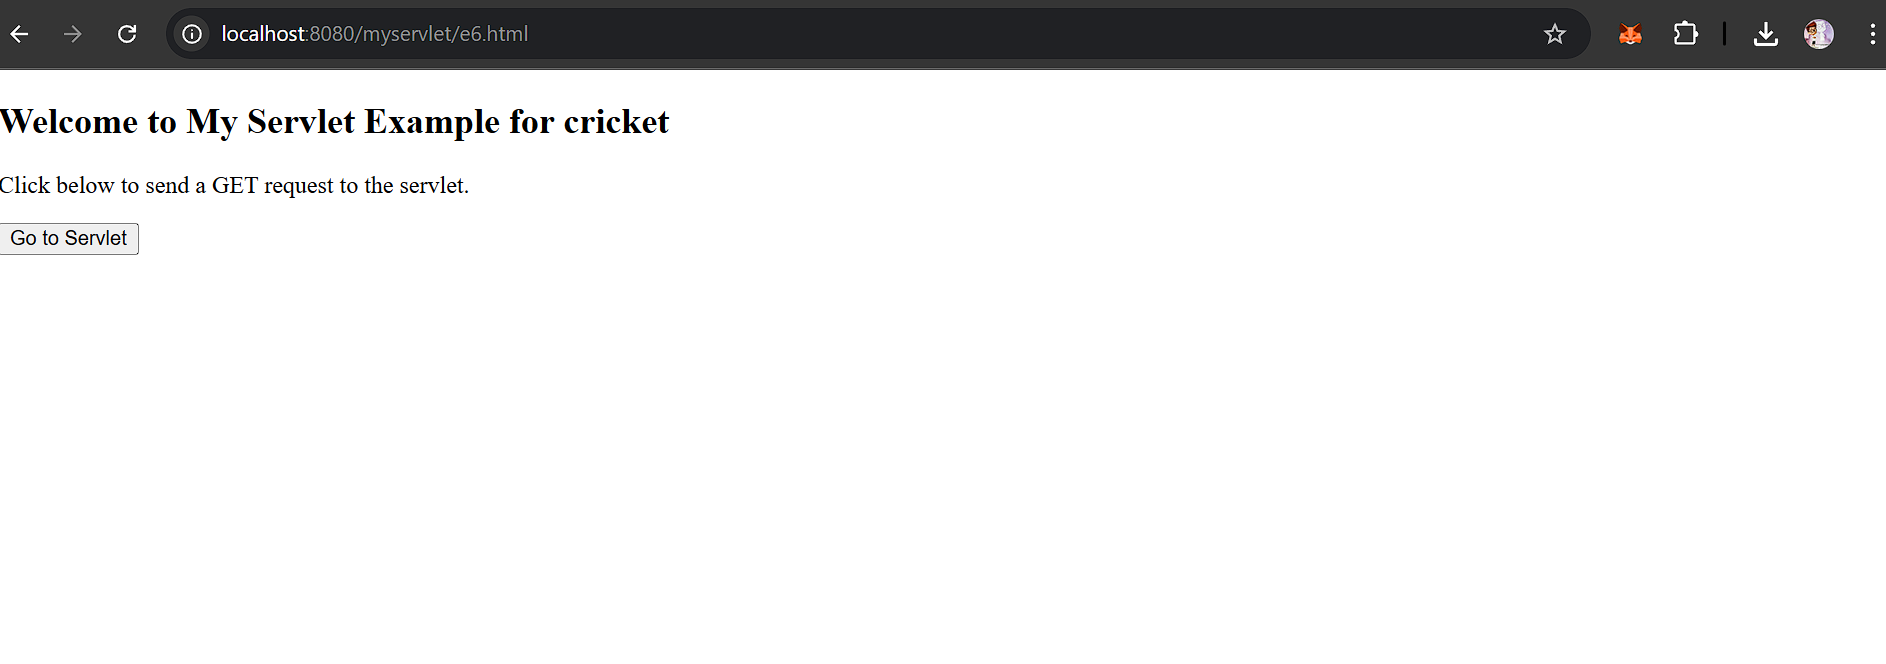 localhost:8080/myservlet/e6.html
Welcome to My Servlet Example for cricket
Click below to send a GET request to the servlet.
Go to Servlet